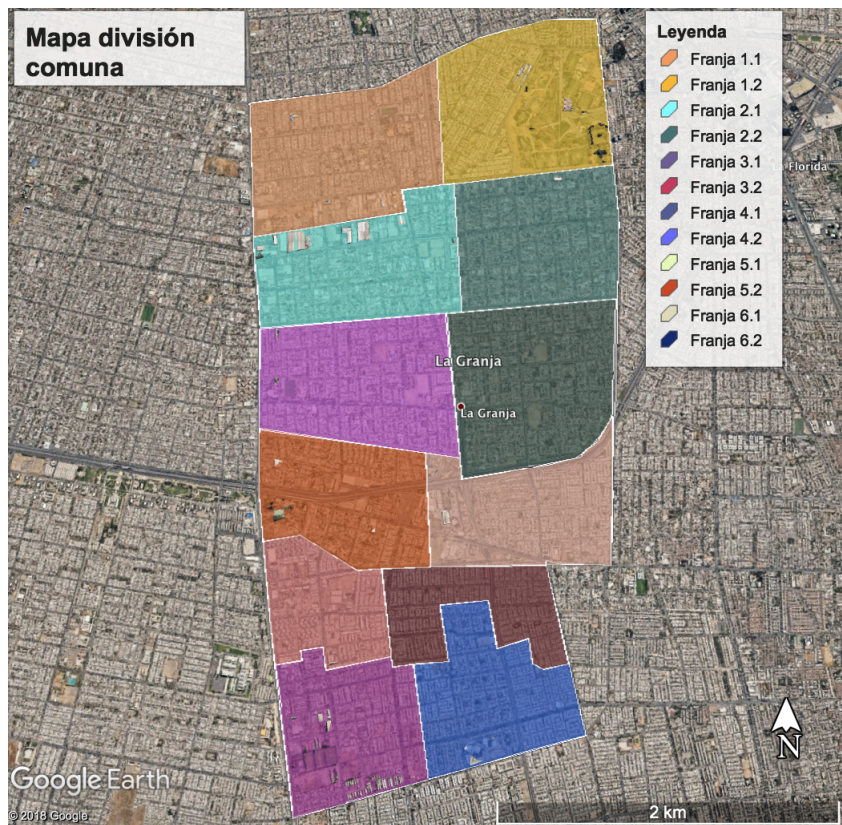 Mapa división
comuna
Leyenda
Franja 1.1
Franja 1.2
Franja 2.1
Franja 2.2
Franja 3.1
Franja 3.2
Franja 4.1
Franja 4.2
Franja 5.1
Franja 5.2
Franja 6.1
Franja 6.2
La Florida
La Granja
La Granja
N
Google Earth
© 2018 Google
2 km